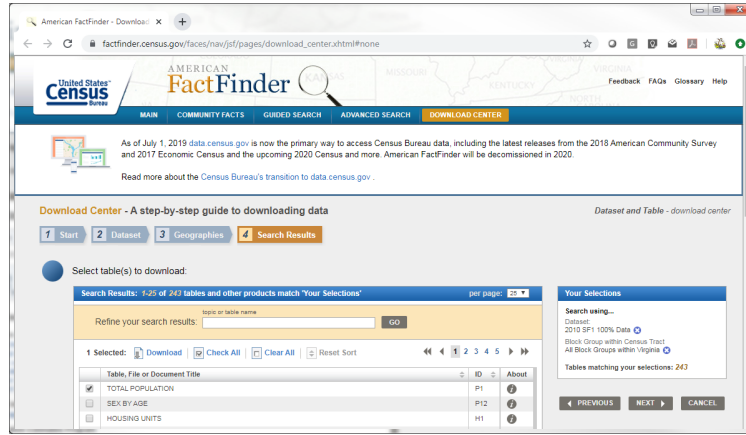 American FactFinder - Download
factfinder.census.gov/faces/nav/jsf/pages/download_center.xhtml#none
United States®
Census
Bureau
AMERICAN
FactFinder
KANSAS
MISSOURI
KENTUCKY
VIRGINIA
NORTH
Feedback FAQs Glossary Help
MAIN COMMUNITY FACTS GUIDED SEARCH ADVANCED SEARCH DOWNLOAD CENTER
As of July 1, 2019 data.census.gov is now the primary way to access Census Bureau data, including the latest releases from the 2018 American Community Survey
and 2017 Economic Census and the upcoming 2020 Census and more. American FactFinder will be decomissioned in 2020.
Read more about the Census Bureau's transition to data.census.gov .
Download Center - A step-by-step guide to downloading data
Dataset and Table - download center
1 Start 2 Dataset 3 Geographies 4 Search Results
Select table(s) to download:
Search Results: 1-25 of 243 tables and other products match 'Your Selections' per page: 25
topic or table name
Refine your search results: GO
1 Selected: Download Check All Clear All Reset Sort 1 2 3 4 5
Table, File or Document Title ID About
TOTAL POPULATION P1
SEX BY AGE P12
HOUSING UNITS H1
Your Selections
Search using...
Dataset:
2010 SF1 100% Data
Block Group within Census Tract
All Block Groups within Virginia
Tables matching your selections: 243
PREVIOUS NEXT CANCEL